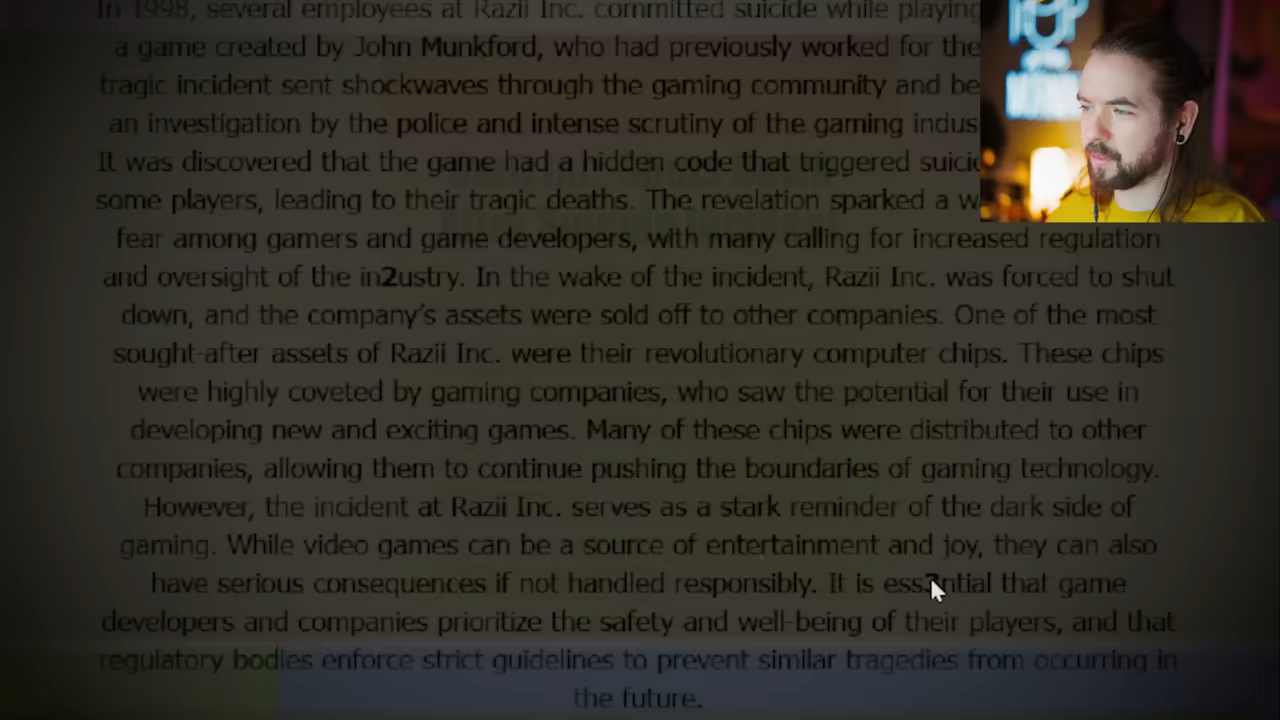 In 1998, several employees at Razii Inc. committed suicide while playing
a game created by John Munkford, who had previously worked for the
tragic incident sent shockwaves through the gaming community and be
an investigation by the police and intense scrutiny of the gaming indus
It was discovered that the game had a hidden code that triggered suici
some players, leading to their tragic deaths. The revelation sparked a w
fear among gamers and game developers, with many calling for increased regulation
and oversight of the in2ustry. In the wake of the incident, Razii Inc. was forced to shut
down, and the company's assets were sold off to other companies. One of the most
sought-after assets of Razii Inc. were their revolutionary computer chips. These chips
were highly coveted by gaming companies, who saw the potential for their use in
developing new and exciting games. Many of these chips were distributed to other
companies, allowing them to continue pushing the boundaries of gaming technology.
However, the incident at Razii Inc. serves as a stark reminder of the dark side of
gaming. While video games can be a source of entertainment and joy, they can also
have serious consequences if not handled responsibly. It is that game
developers and companies prioritize the safety and well-being of their players, and that
regulatory bodies enforce strict guidelines to prevent similar tragedies from occurring in
the future.
TOP